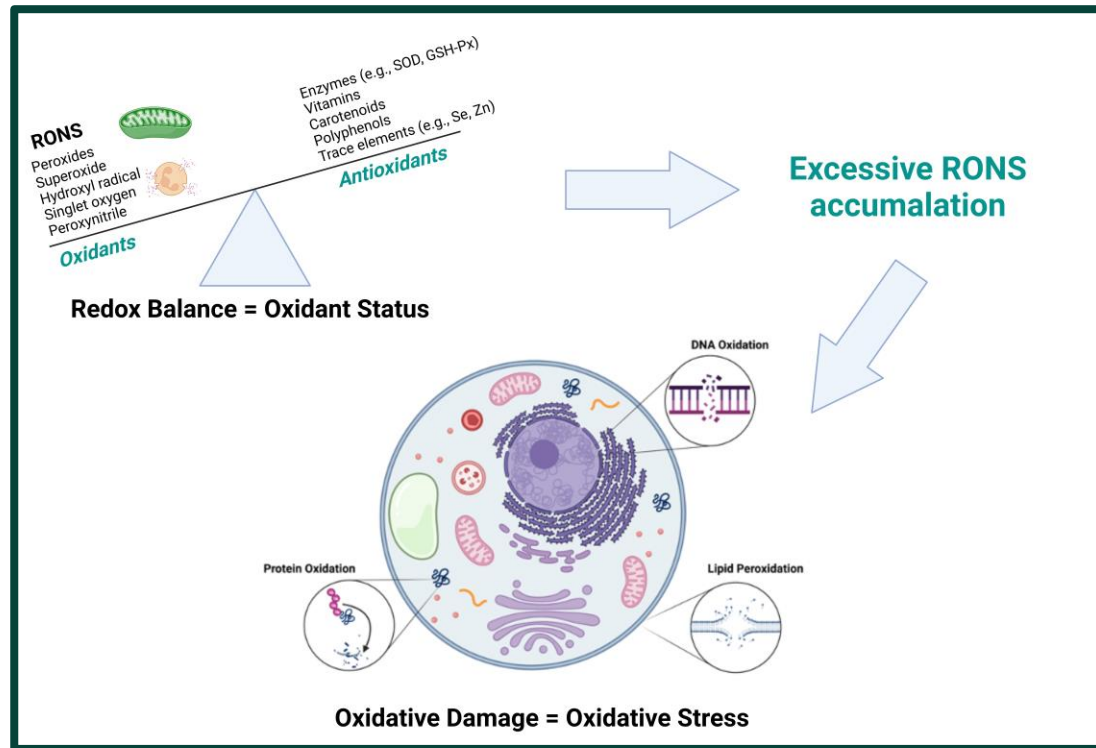 RONS
Peroxides
Superoxide
Hydroxyl radical
Singlet oxygen
Peroxynitrile
Oxidants
Enzymes (e.g., SOD, GSH-Px)
Vitamins
Carotenoids
Polyphenols
Trace elements (e.g., Se, Zn)
Antioxidants
Redox Balance = Oxidant Status
Excessive RONS
accumalation
DNA Oxidation
Protein Oxidation
Lipid Peroxidation
Oxidative Damage = Oxidative Stress